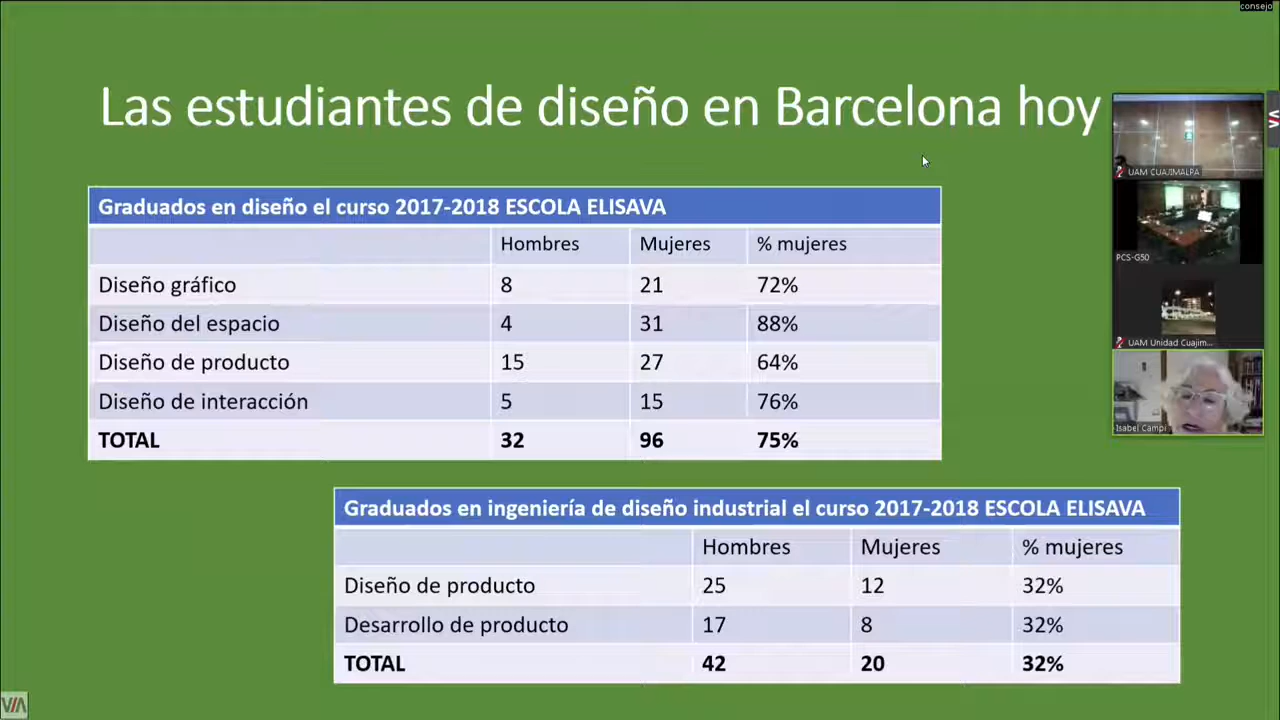 consejo
Las estudiantes de diseño en Barcelona hoy
Graduados en diseño el curso 2017-2018 ESCOLA ELISAVA
Hombres Mujeres % mujeres
Diseño gráfico 8 21 72%
Diseño del espacio 4 31 88%
Diseño de producto 15 27 64%
Diseño de interacción 5 15 76%
TOTAL 32 96 75%
Graduados en ingeniería de diseño industrial el curso 2017-2018 ESCOLA ELISAVA
Hombres Mujeres % mujeres
Diseño de producto 25 12 32%
Desarrollo de producto 17 8 32%
TOTAL 42 20 32%
UAM CUAJIMALPA
PCS-G50
UAM Unidad Cuajim...
Isabel Campi
VIA